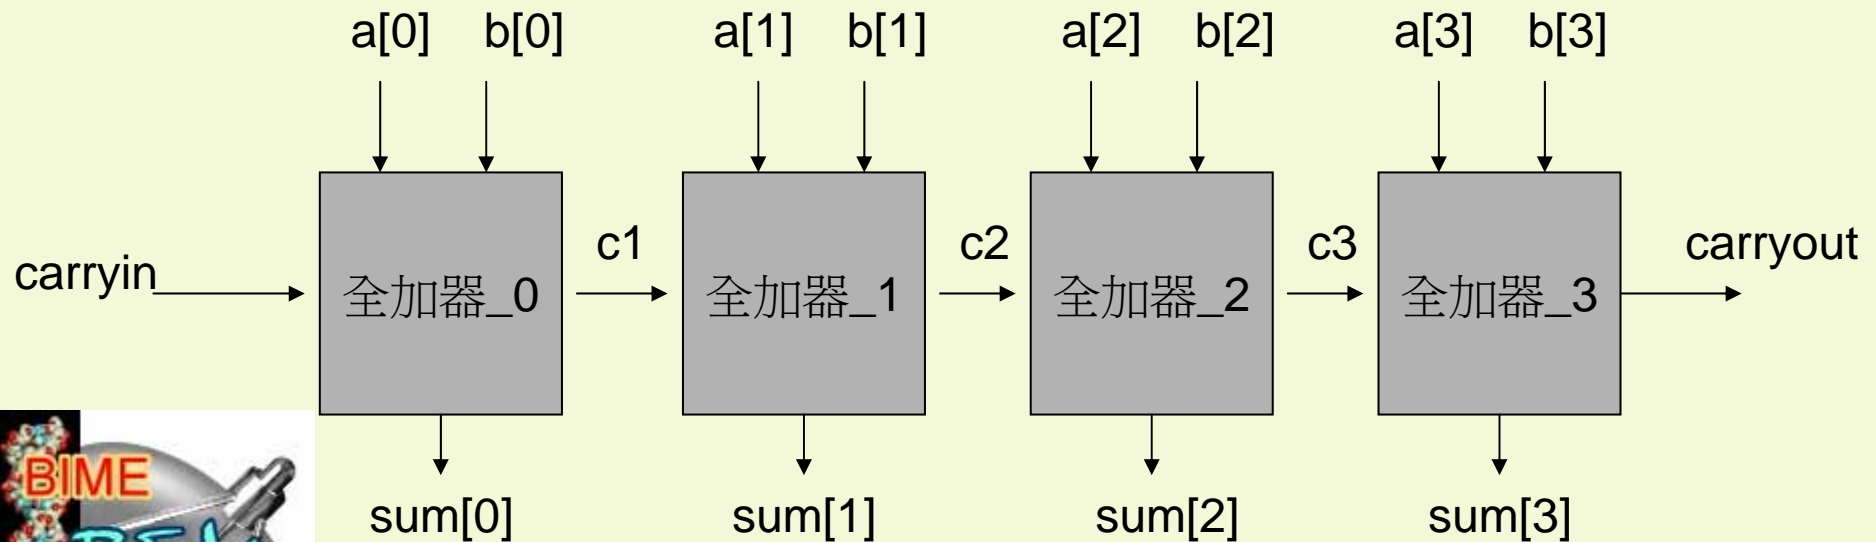 a[0] b[0] a[1] b[1] a[2] b[2] a[3] b[3]
carryin c1 c2 c3 carryout
全加器_0 全加器_1 全加器_2 全加器_3
sum[0] sum[1] sum[2] sum[3]
BIME